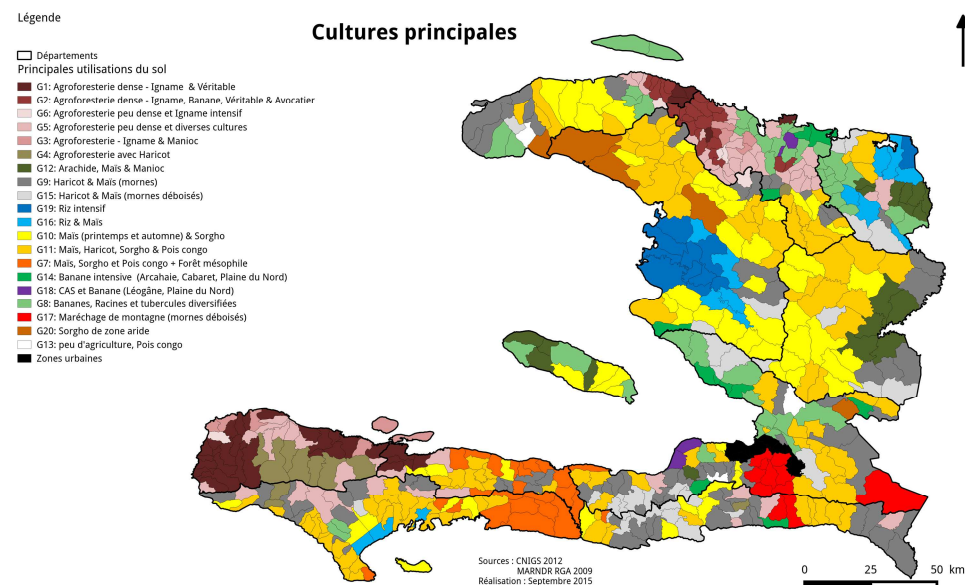 Légende
Cultures principales
Départements
Principales utilisations du sol
G1: Agroforesterie dense - Igname & Véritable
G2: Agroforesterie dense - Igname, Banane, Véritable & Avocatier
G6: Agroforesterie peu dense et Igname intensif
G5: Agroforesterie peu dense et diverses cultures
G3: Agroforesterie - Igname & Manioc
G4: Agroforesterie avec Haricot
G12: Arachide, Maïs & Manioc
G9: Haricot & Maïs (mornes)
G15: Haricot & Maïs (mornes déboisés)
G19: Riz intensif
G16: Riz & Maïs
G10: Maïs (printemps et automne) & Sorgho
G11: Maïs, Haricot, Sorgho & Pois congo
G7: Maïs, Sorgho et Pois congo + Forêt mésophile
G14: Banane intensive (Arcahaie, Cabaret, Plaine du Nord)
G18: CAS et Banane (Léogâne, Plaine du Nord)
G8: Bananes, Racines et tubercules diversifiées
G17: Maréchage de montagne (mornes déboisés)
G20: Sorgho de zone aride
G13: peu d'agriculture, Pois congo
Zones urbaines
Sources : CNIGS 2012
MARNDR RGA 2009
Réalisation : Septembre 2015
0 25 50 km